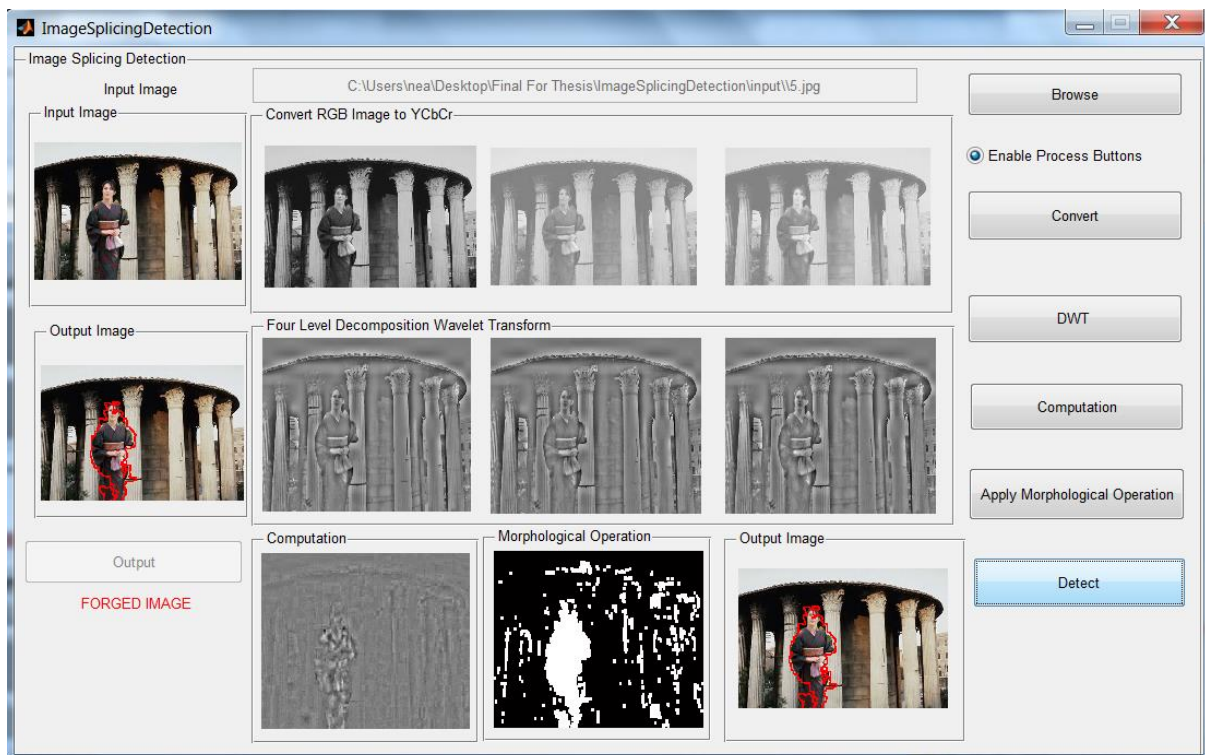 ImageSplicingDetection
Image Splicing Detection
Input Image
C:\Users\nea\Desktop\Final For Thesis\ImageSplicingDetection\input\\5.jpg
Browse
Input Image
Convert RGB Image to YCbCr
Enable Process Buttons
Convert
Output Image
Four Level Decomposition Wavelet Transform
DWT
Computation
Apply Morphological Operation
Computation
Morphological Operation
Output Image
Output
Detect
FORGED IMAGE